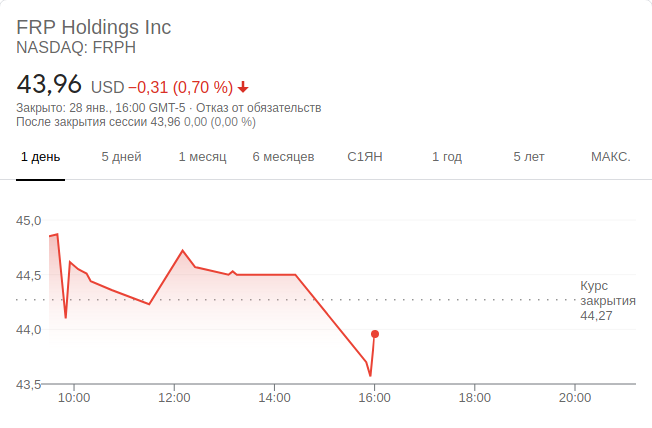 FRP Holdings Inc
NASDAQ: FRPH
43,96 USD −0,31 (0,70 %)
Закрыто: 28 янв., 16:00 GMT-5 · Отказ от обязательств
После закрытия сессии 43,96 0,00 (0,00 %)
1 день 5 дней 1 месяц 6 месяцев С1ЯН 1 год 5 лет МАКС.
45,0
44,5
Курс
закрытия
44,27
44,0
43,5
10:00 12:00 14:00 16:00 18:00 20:00